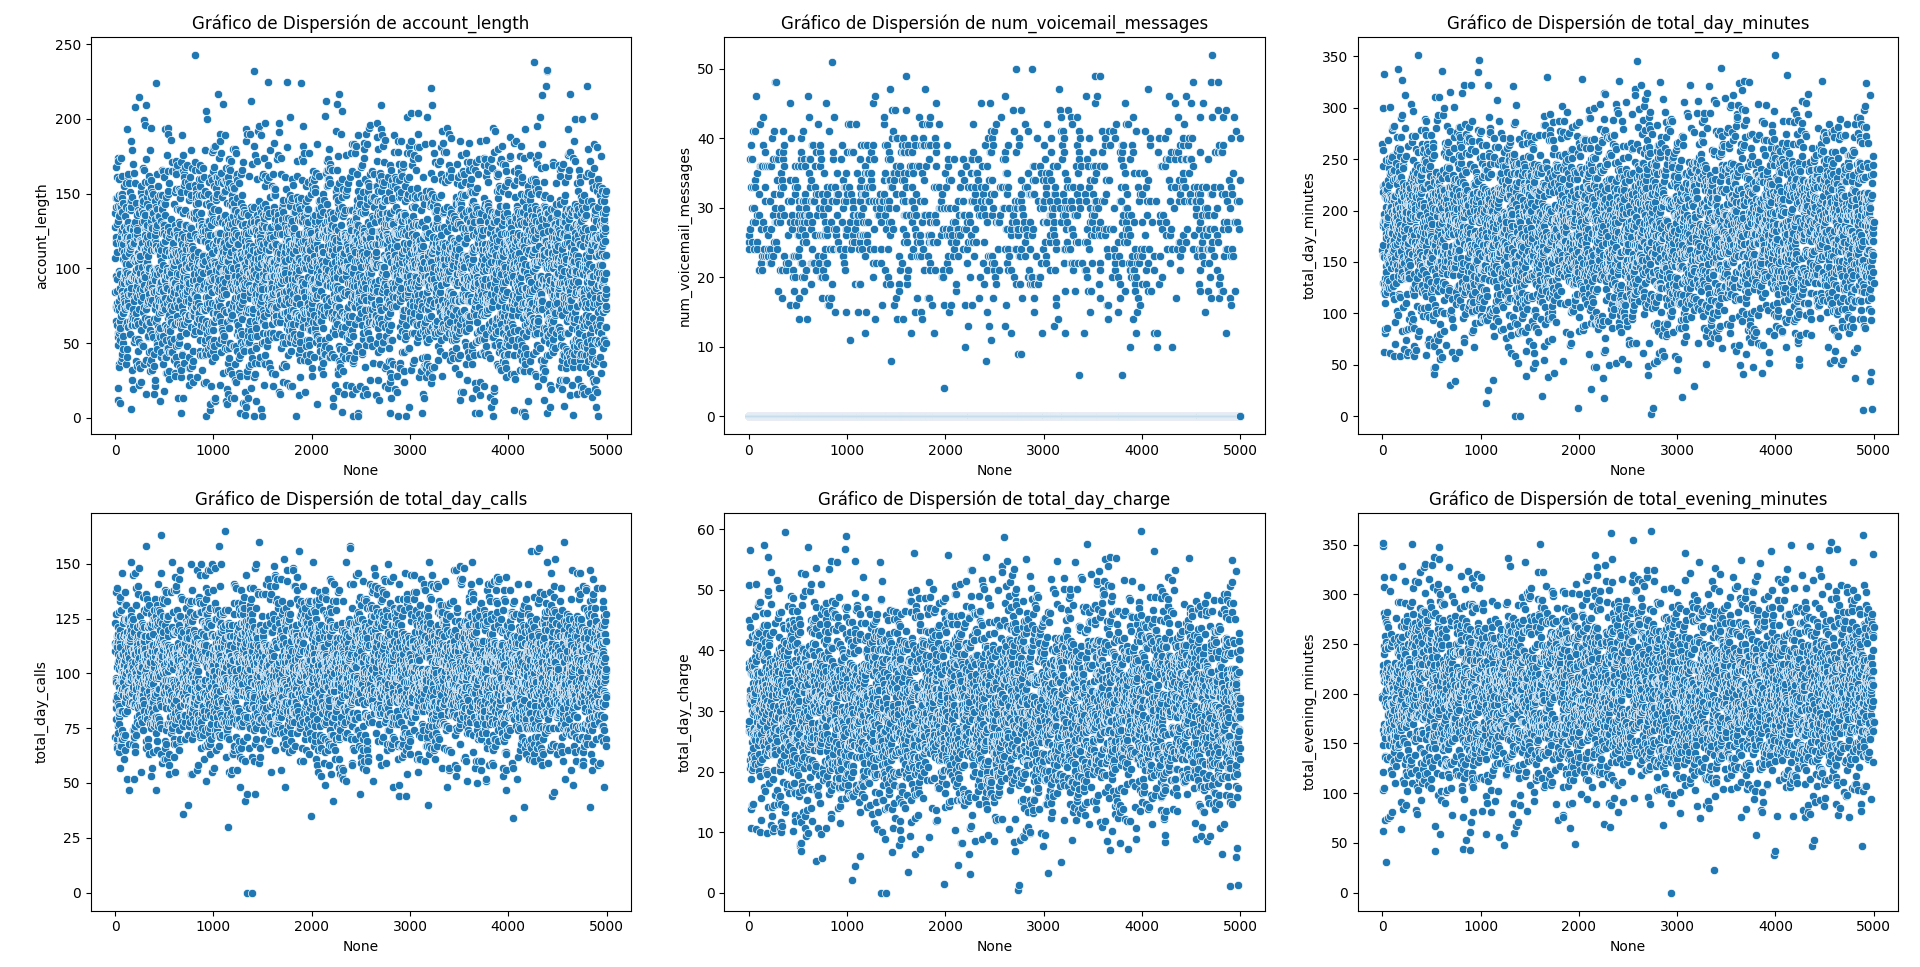 Gráfico de Dispersión de account_length
250
200
150
100
50
0
account_length
0 1000 2000 3000 4000 5000
None
Gráfico de Dispersión de num_voicemail_messages
50
40
30
20
10
0
num_voicemail_messages
0 1000 2000 3000 4000 5000
None
Gráfico de Dispersión de total_day_minutes
350
300
250
200
150
100
50
0
total_day_minutes
0 1000 2000 3000 4000 5000
None
Gráfico de Dispersión de total_day_calls
150
125
100
75
50
25
0
total_day_calls
0 1000 2000 3000 4000 5000
None
Gráfico de Dispersión de total_day_charge
60
50
40
30
20
10
0
total_day_charge
0 1000 2000 3000 4000 5000
None
Gráfico de Dispersión de total_evening_minutes
350
300
250
200
150
100
50
0
total_evening_minutes
0 1000 2000 3000 4000 5000
None